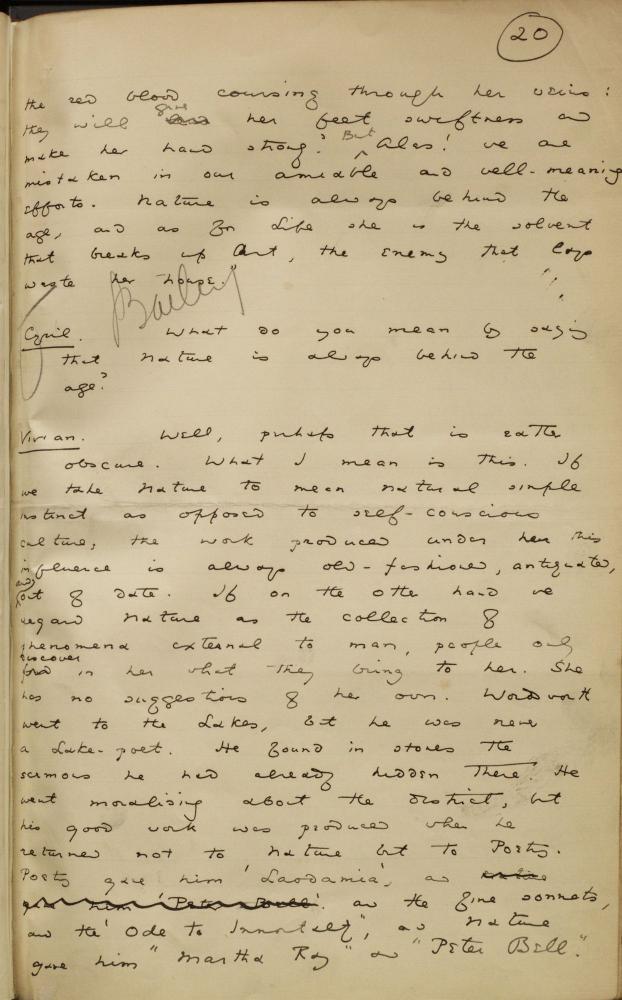 20
the red blood coursing through her veins:
they will give her feet swiftness and
make her hand strong? But Alas! we are
mistaken in our amiable and well-meaning
efforts. Nature is always behind the
age, and as for Life she is the solvent
that breaks up Art, the enemy that lays
waste her house."
Bailey
Cyril. What do you mean by saying
that nature is always behind the
age?
Vivian. Well, perhaps that is rather
obscure. What I mean is this. If
we take nature to mean natural simple
instinct as opposed to self-conscious
culture, the work produced under her this
influence is always old-fashioned, antiquated,
and out of date. If on the other hand we
regard nature as the collection of
phenomena external to man, people only
discover
find in her what they bring to her. She
has no suggestions of her own. Wordsworth
went to the Lakes, but he was never
a Lake-poet. He found in stones the
sermons he had already hidden there. He
went moralising about the district, but
his good work was produced when he
returned not to nature but to Poetry.
Poetry gave him 'Laodamia', and
gave him 'Peter Bell'. and the fine sonnets,
and the 'Ode to Immortality", and nature
gave him "Martha Ray" and "Peter Bell."